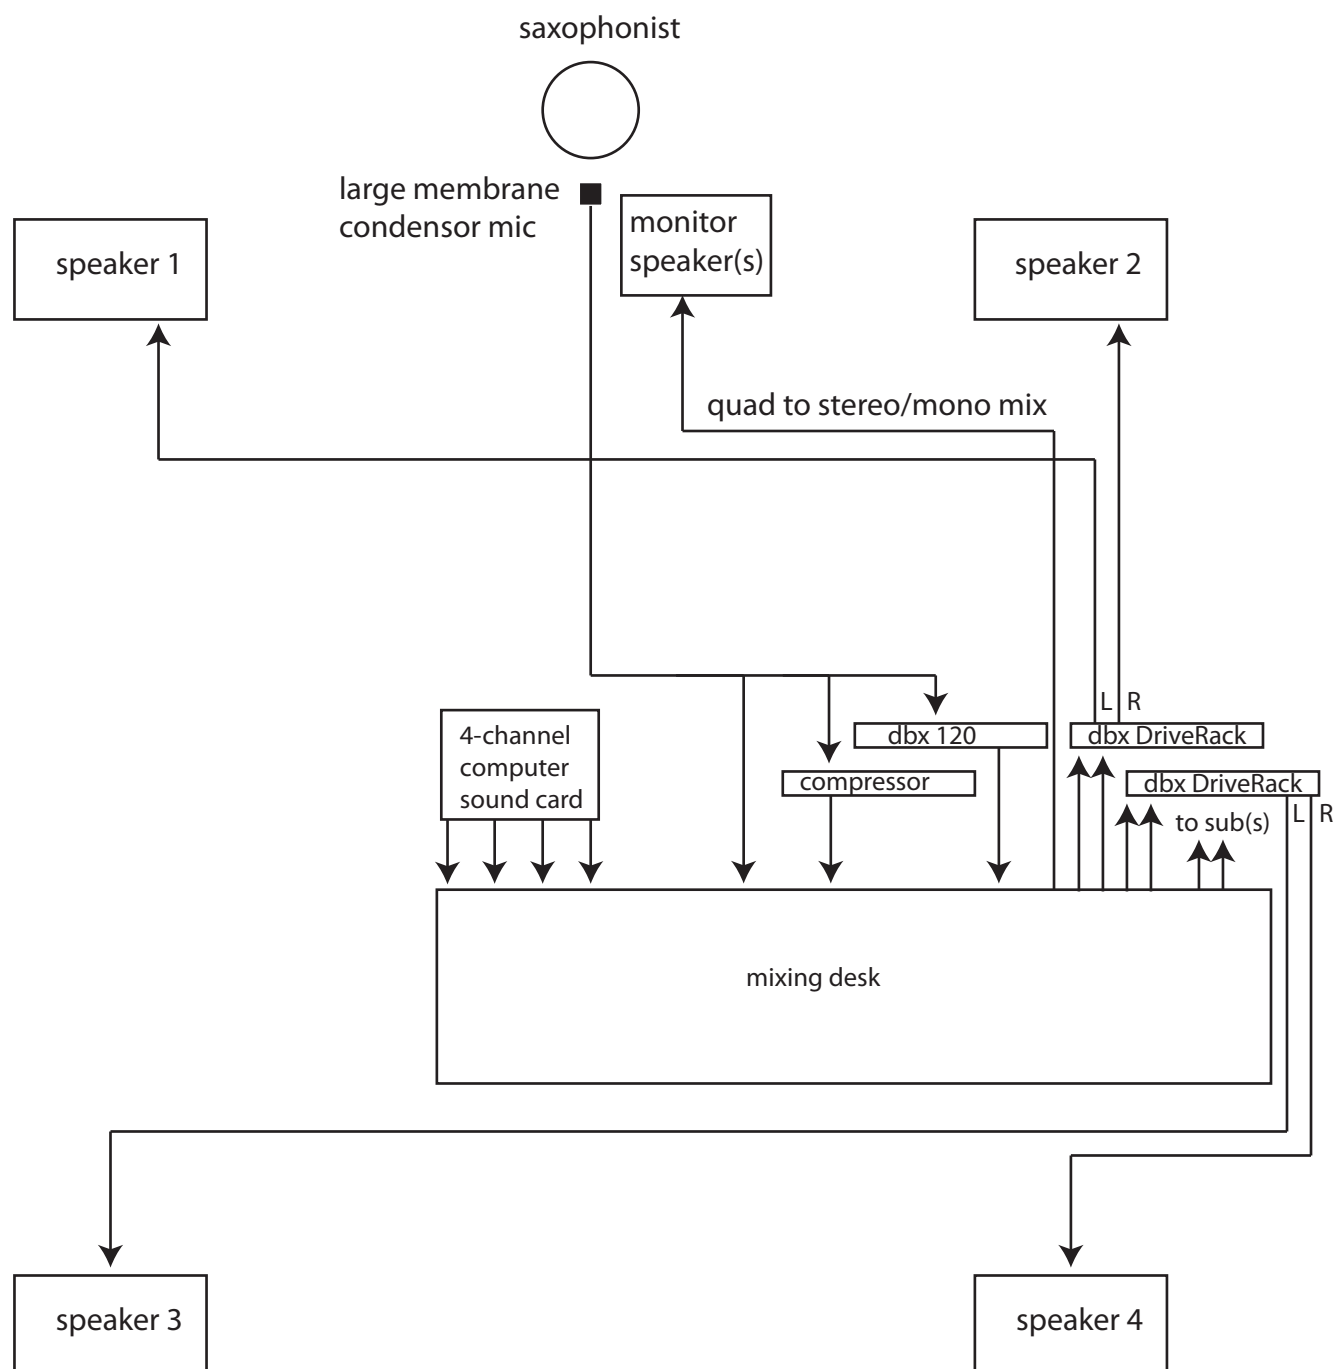 saxophonist
large membrane
condensor mic
monitor
speaker(s)
speaker 1
speaker 2
quad to stereo/mono mix
L
R
4-channel
computer
sound card
dbx 120
dbx DriveRack
compressor
dbx DriveRack
to sub(s)
L
R
mixing desk
speaker 3
speaker 4